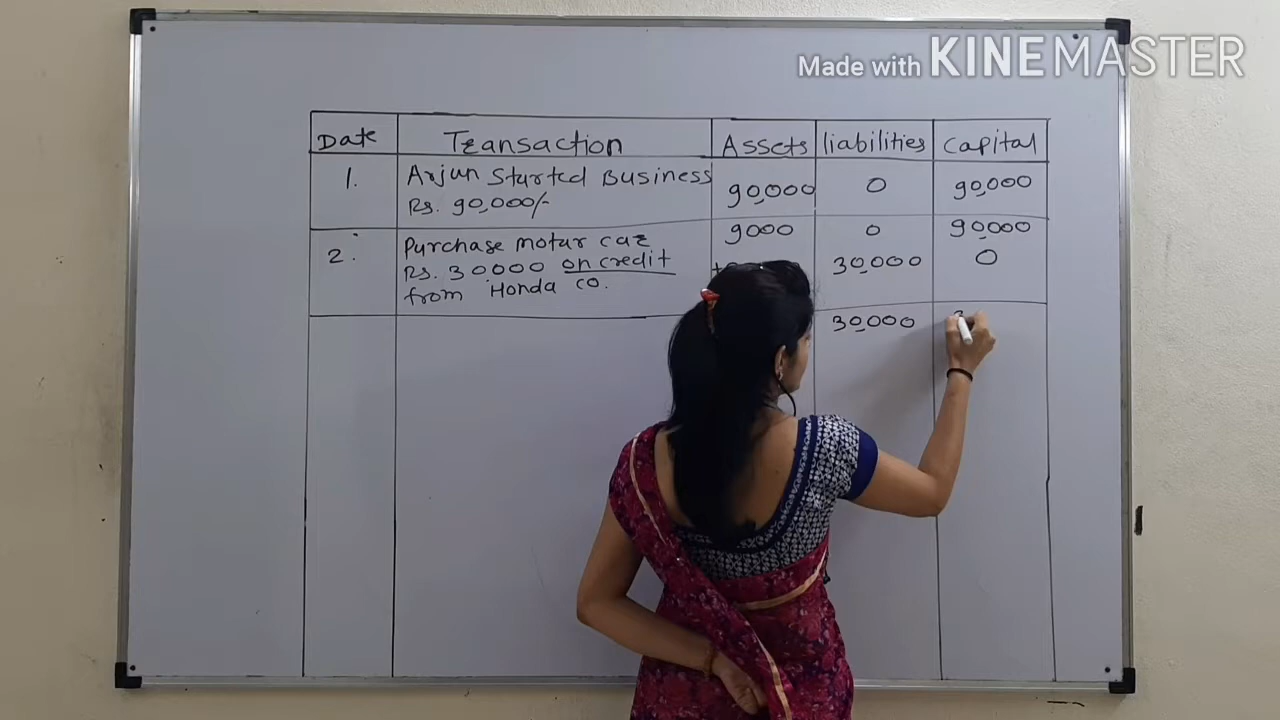 Made with KINEMASTER
Date Transaction Assets liabilities capital
1. Arjun Started Business 90,000 0 90,000
Rs. 90,000/-
9000 0 90,000
2. Purchase motar car
Rs. 30000 on credit + 30,000 0
from Honda co.
30,000